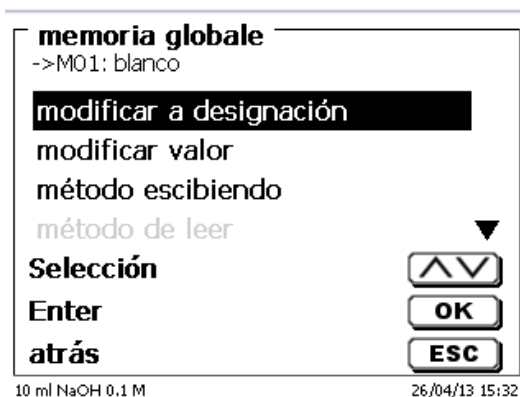 memoria globale
->M01: blanco
modificar a designación
modificar valor
método escibiendo
método de leer
Selección
Enter OK
atrás ESC
10 ml NaOH 0.1 M 26/04/13 15:32